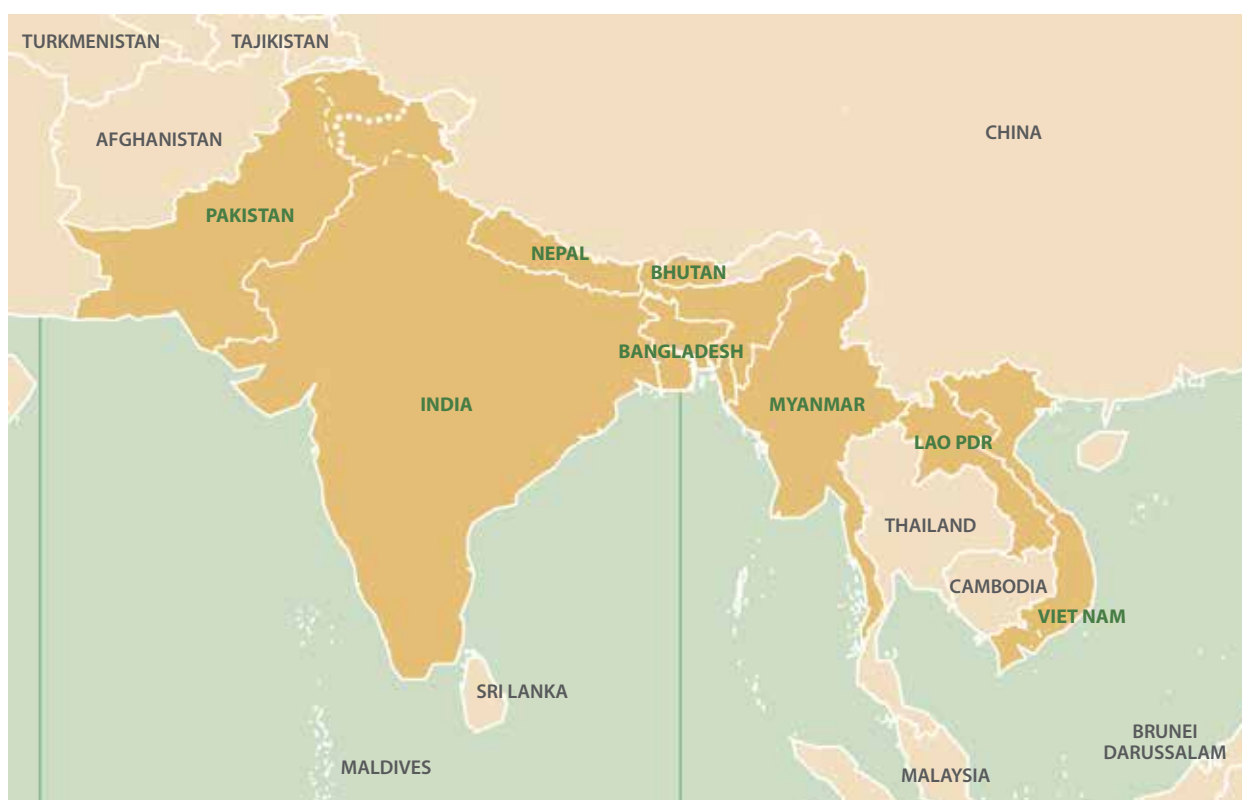 TURKMENISTAN
TAJIKISTAN
AFGHANISTAN
CHINA
PAKISTAN
NEPAL
BHUTAN
BANGLADESH
INDIA
MYANMAR
LAO PDR
THAILAND
CAMBODIA
VIET NAM
SRI LANKA
MALDIVES
BRUNEI
DARUSSALAM
MALAYSIA